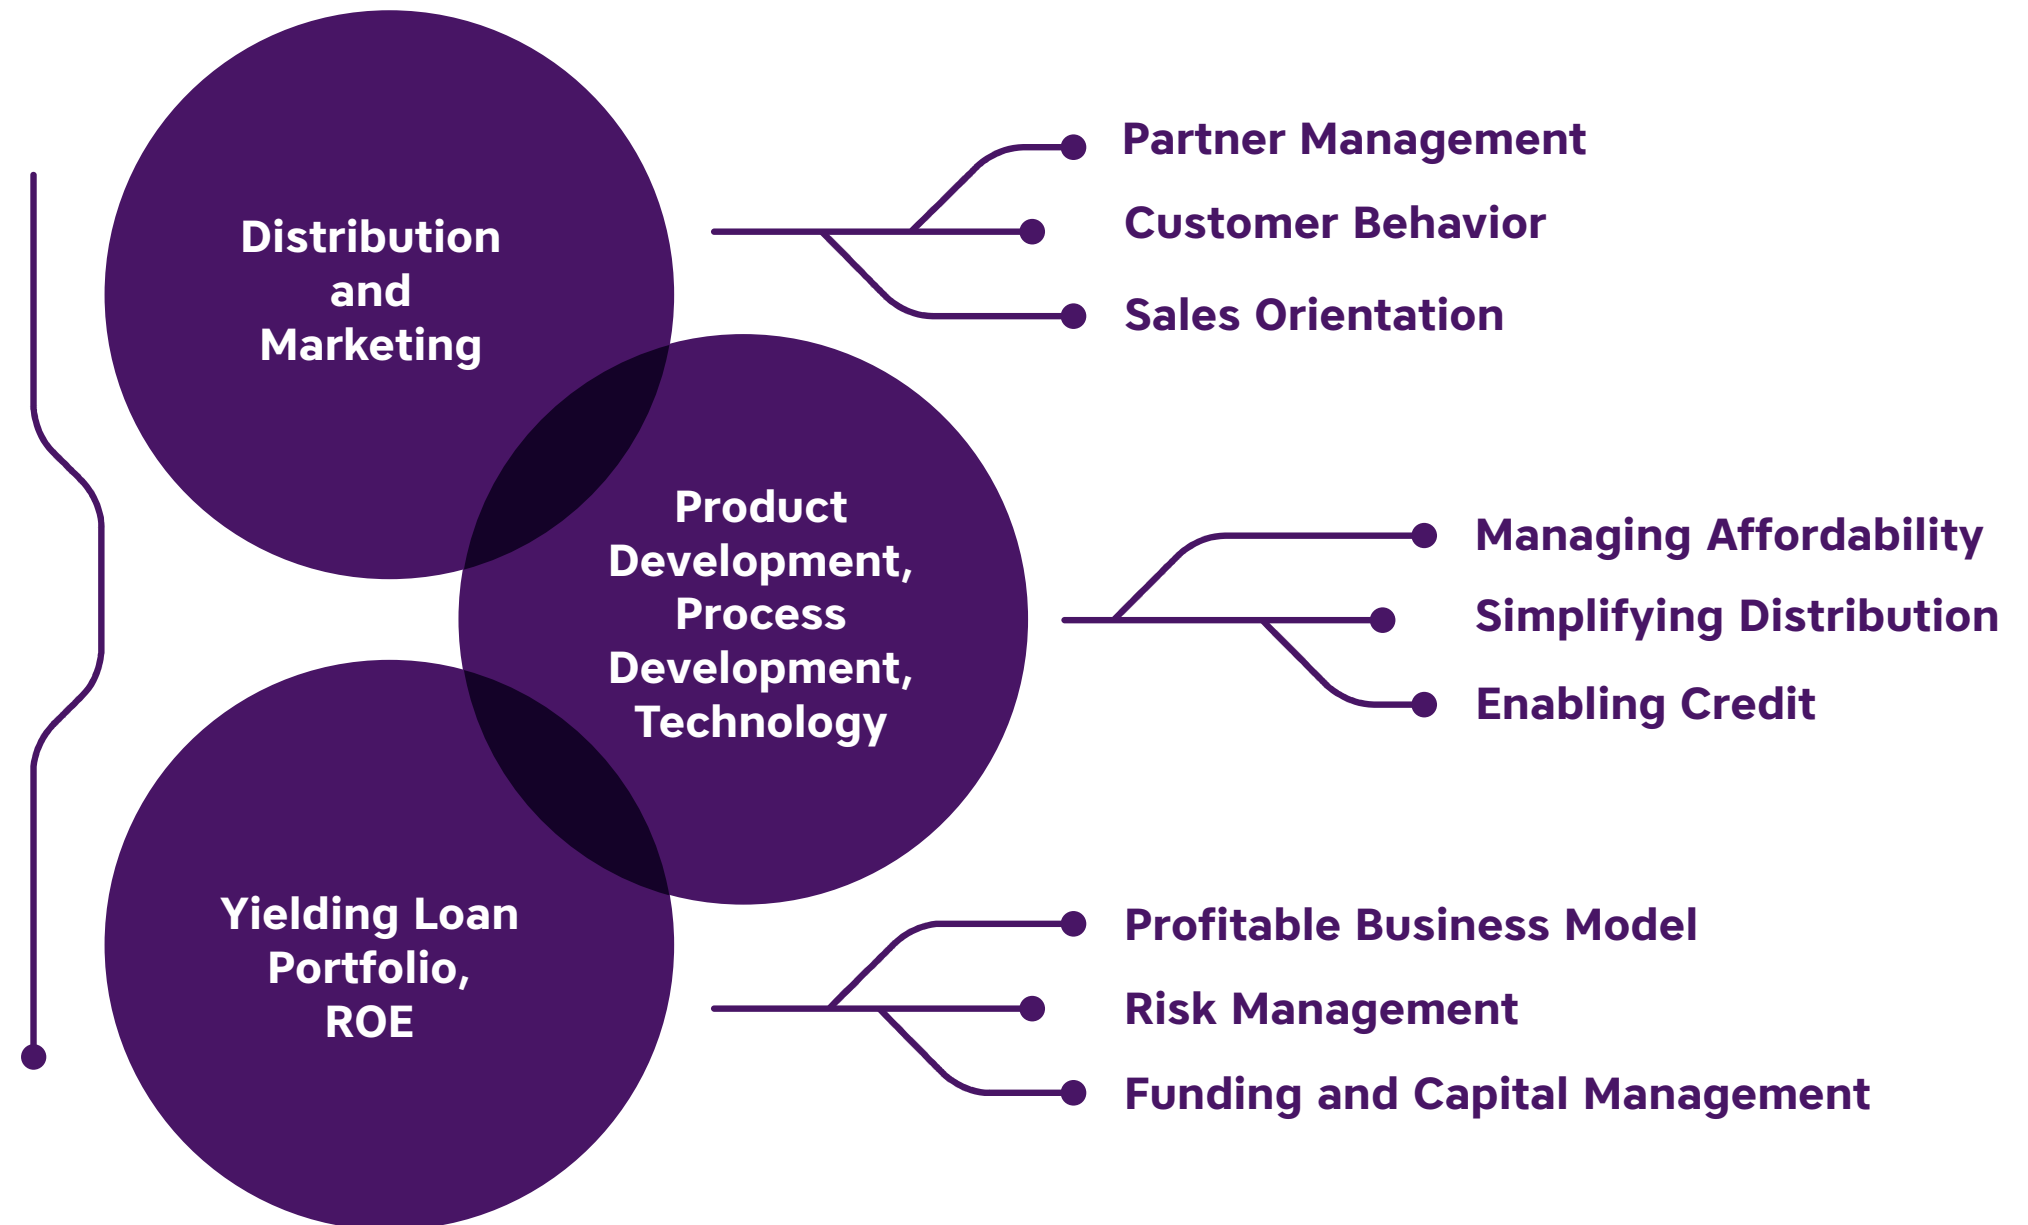 Distribution
and
Marketing
Partner Management
Customer Behavior
Sales Orientation
Product
Development,
Process
Development,
Technology
Managing Affordability
Simplifying Distribution
Enabling Credit
Yielding Loan
Portfolio,
ROE
Profitable Business Model
Risk Management
Funding and Capital Management